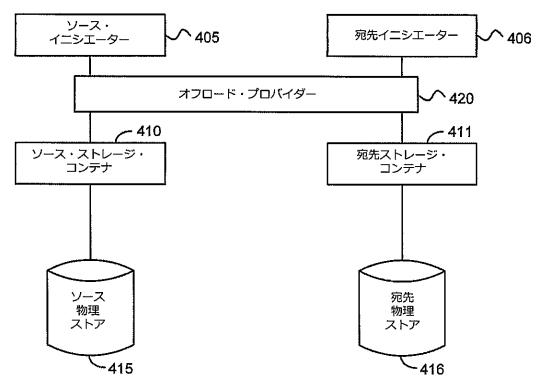 ソース・
イニシエーター
405
宛先イニシエーター
406
オフロード・プロバイダー
420
410
ソース・ストレージ・
コンテナ
411
宛先ストレージ・
コンテナ
ソース
物理
ストア
415
宛先
物理
ストア
416